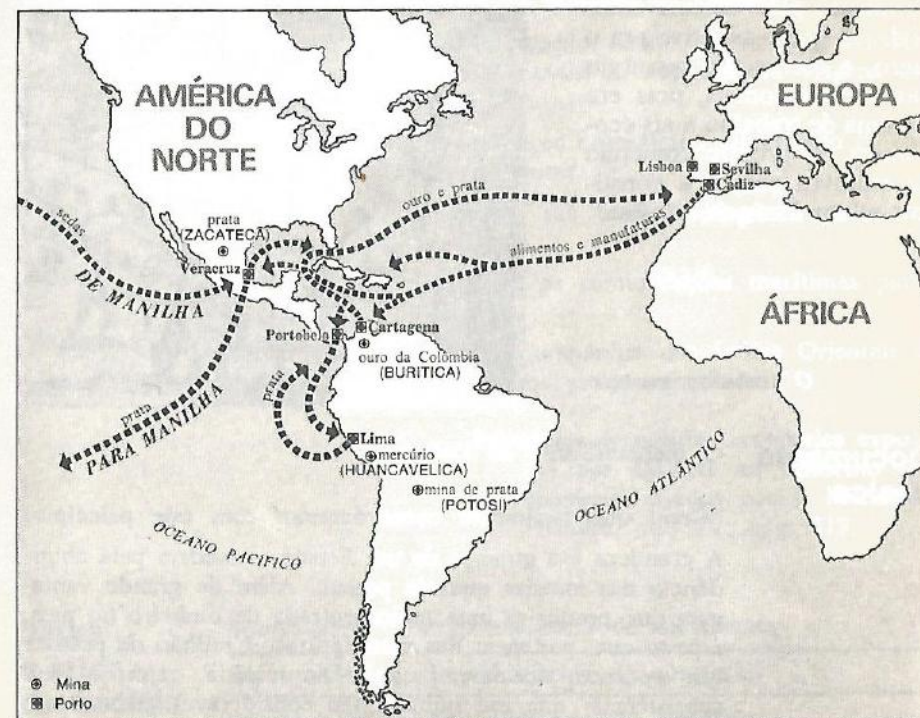 AMÉRICA
DO
NORTE
EUROPA
Lisboa
Sevilha
Cádiz
ouro e prata
alimentos e manufaturas
sedas
DE MANILHA
prata
(ZACATECA)
Veracruz
ÁFRICA
Portobelo
Cartagena
ouro da Colômbia
(BURITICA)
prata
PARA MANILHA
prata
Lima
mercúrio
(HUANCAVELICA)
mina de prata
(POTOSI)
OCEANO ATLÂNTICO
OCEANO PACÍFICO
Mina
Porto